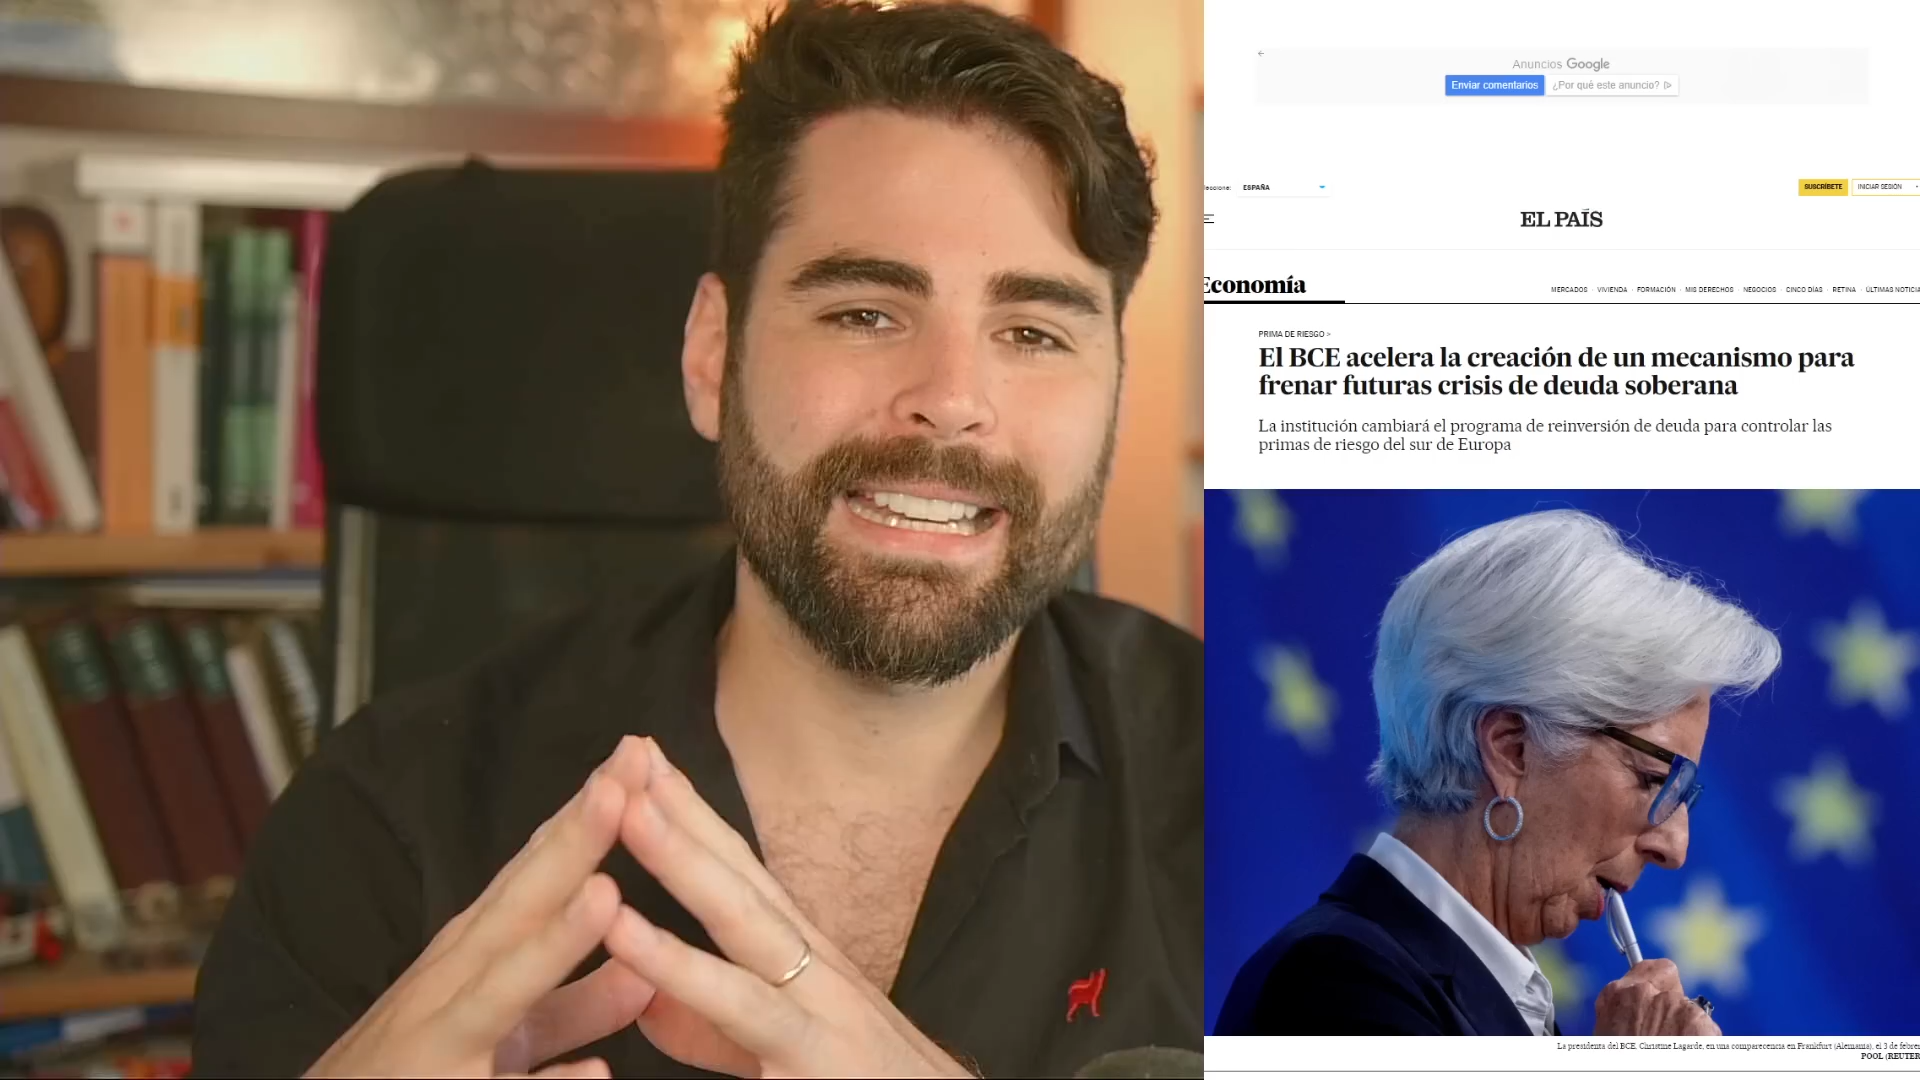 Anuncios Google
Enviar comentarios
¿Por qué este anuncio?
ESPAÑA
SUSCRÍBETE
INICIAR SESIÓN
EL PAÍS
Economía
MERCADOS · VIVIENDA · FORMACIÓN · MIS DERECHOS · NEGOCIOS · CINCO DÍAS · RETINA · ÚLTIMAS NOTICIA
PRIMA DE RIESGO >
El BCE acelera la creación de un mecanismo para
frenar futuras crisis de deuda soberana
La institución cambiará el programa de reinversión de deuda para controlar las
primas de riesgo del sur de Europa
La presidenta del BCE, Christine Lagarde, en una comparecencia en Frankfurt (Alemania), el 3 de febrer
POOL (REUTER